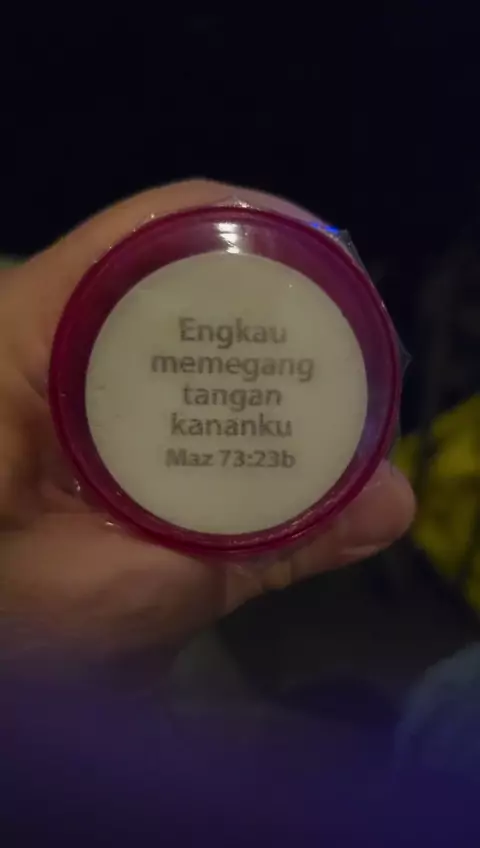 Engkau
memegang
tangan
kananku
Maz 73:23b